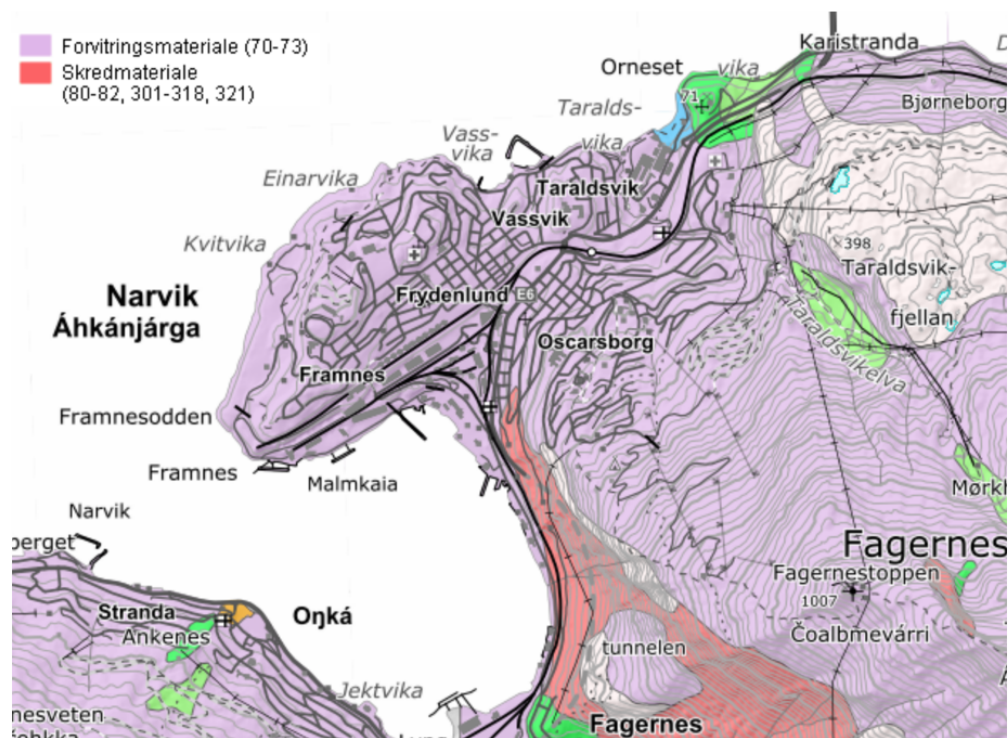 Forvitringsmateriale (70-73)
Skredmateriale
(80-82, 301-318, 321)
Karistranda
Orneset
vika
71
Taralds-
vika
Bjørneborg
Vass-
vika
Einarvika
Taraldsvik
Vassvik
Kvitvika
398
Taraldsvik-
fjellan
Narvik
Áhkánjárga
Frydenlund
E6
Oscarsborg
Taraldsvikelva
Framnes
Framnesodden
Framnes
Malmkaia
Narvik
berget
Fagernes
Fagernestoppen
1007
Čoalbmevárri
Stranda
Ankenes
Oŋká
tunnelen
Jektvika
nesveten
Fagernes